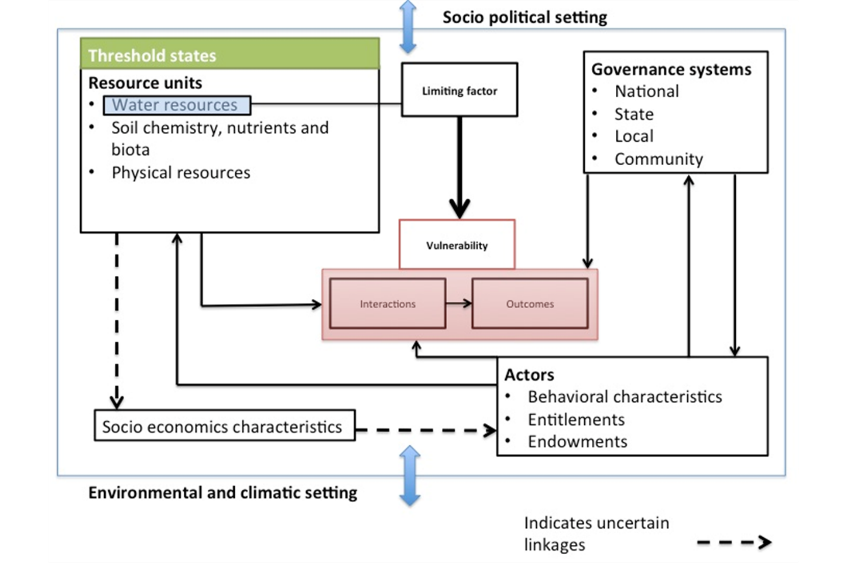 Socio political setting
Threshold states
Resource units
• Water resources
• Soil chemistry, nutrients and
biota
• Physical resources
Limiting factor
Governance systems
• National
• State
• Local
• Community
Vulnerability
Interactions
Outcomes
Actors
• Behavioral characteristics
• Entitlements
• Endowments
Socio economics characteristics
Environmental and climatic setting
Indicates uncertain
linkages